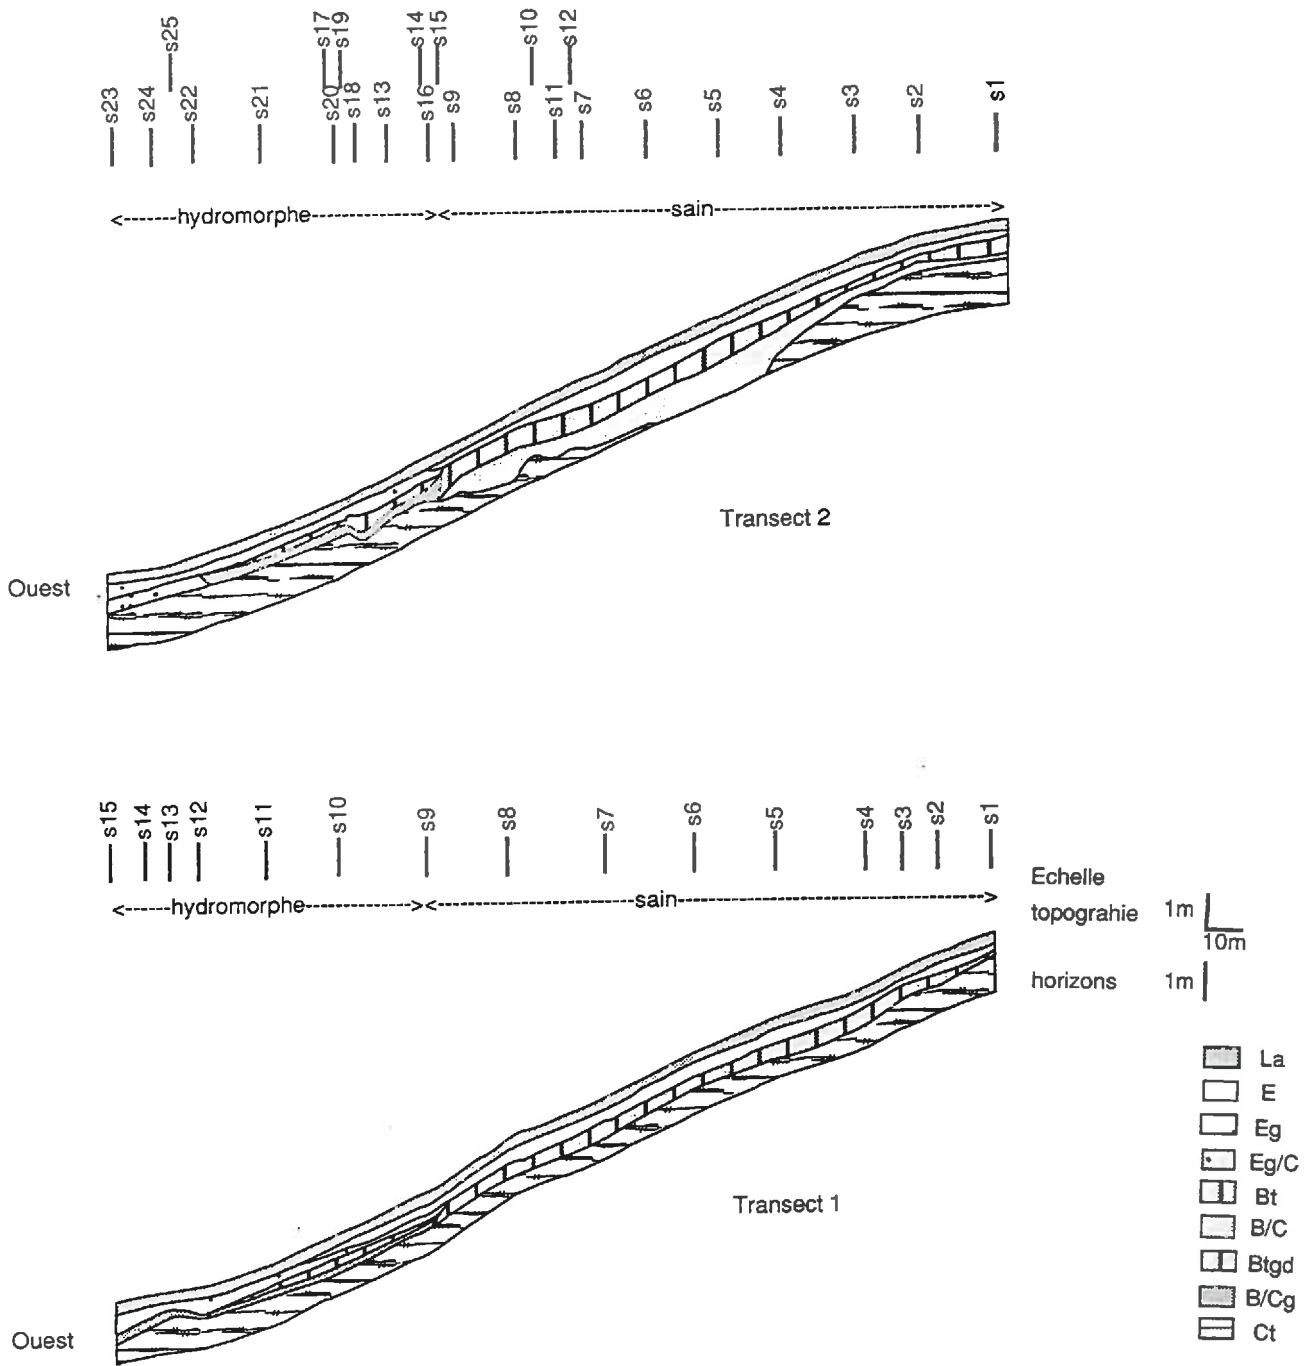 s17 s19 s14 s15 s10 s12
s25
s23 s24 s22 s21 s20 s18 s13 s16 s9 s8 s11 s7 s6 s5 s4 s3 s2 s1
<-------hydromorphe-------------><-----------------------sain----------------------------->
Transect 2
Ouest
s15 s14 s13 s12 s11 s10 s9 s8 s7 s6 s5 s4 s3 s2 s1
<------hydromorphe------------><---------------------sain-------------------------------->
Echelle
topograhie 1m
10m
horizons 1m
La
E
Eg
Eg/C
Bt
B/C
Btgd
B/Cg
Ct
Transect 1
Ouest